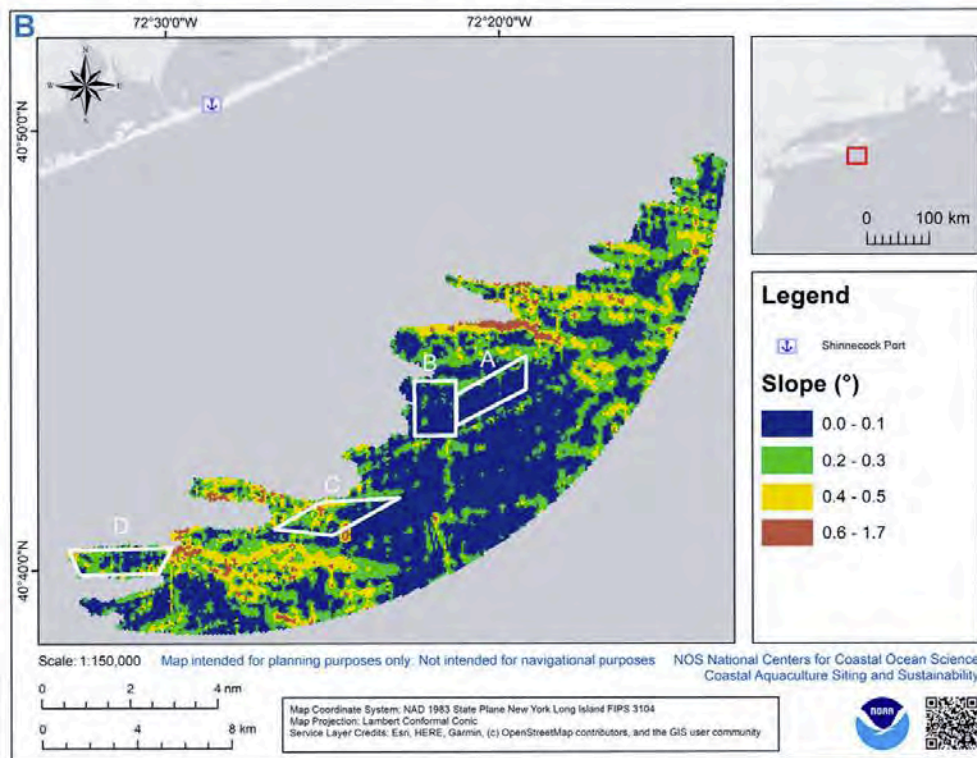 B
72°30'0"W
72°20'0"W
N
W
E
S
40°50'0"N
40°40'0"N
A
B
C
D
0 100 km
Legend
Shinnecock Port
Slope (°)
0.0 - 0.1
0.2 - 0.3
0.4 - 0.5
0.6 - 1.7
Scale: 1:150,000
Map intended for planning purposes only. Not intended for navigational purposes
NOS National Centers for Coastal Ocean Science
Coastal Aquaculture Siting and Sustainability
0 2 4 nm
0 4 8 km
Map Coordinate System: NAD 1983 State Plane New York Long Island FIPS 3104
Map Projection: Lambert Conformal Conic
Service Layer Credits: Esri, HERE, Garmin, (c) OpenStreetMap contributors, and the GIS user community
NOAA